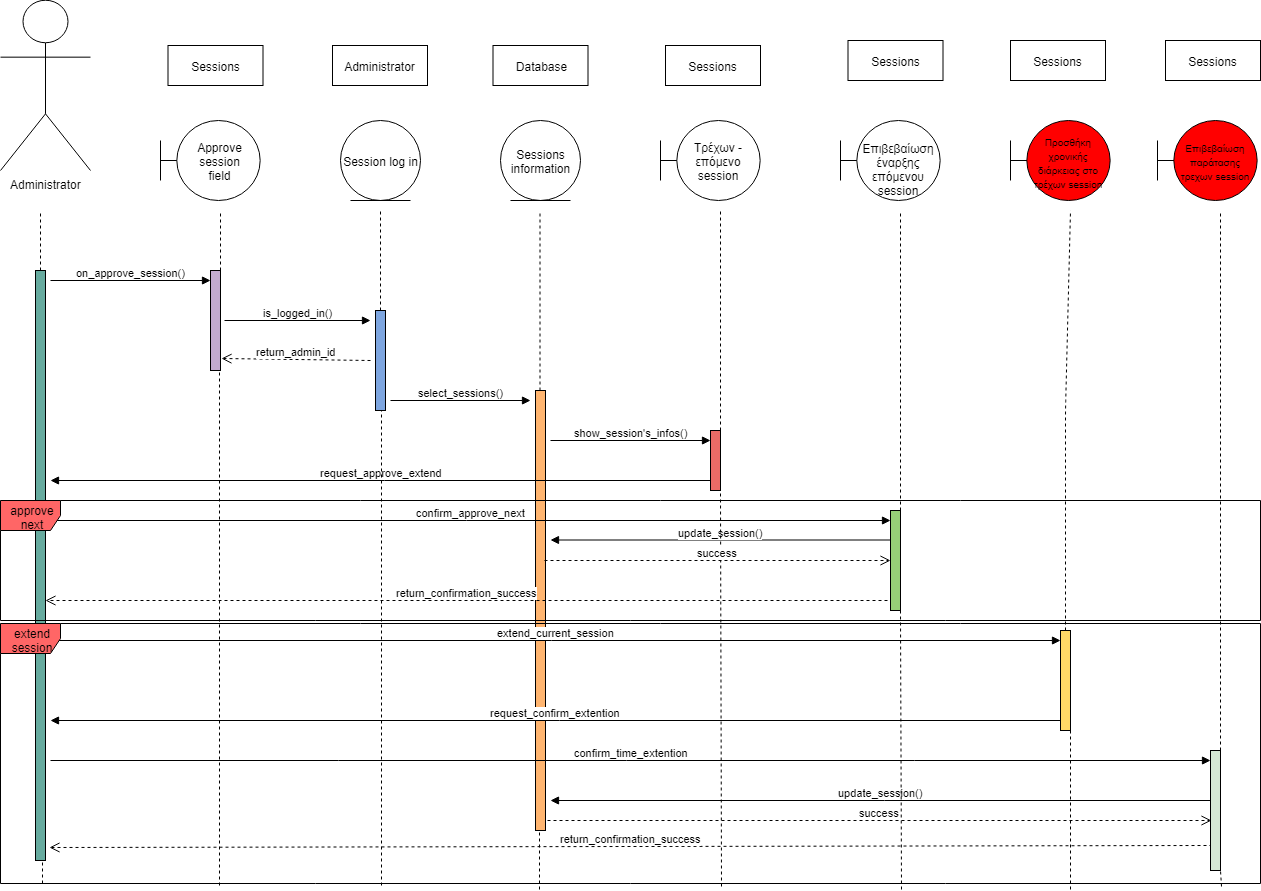 Sessions
Administrator
Database
Sessions
Sessions
Sessions
Sessions
Administrator
Approve
session
field
Session log in
Sessions
information
Τρέχων -
επόμενο
session
Επιβεβαίωση
έναρξης
επόμενου
session
Προσθήκη
χρονικής
διάρκειας στο
τρέχων session
Επιβεβαίωση
παράτασης
τρεχων session
on_approve_session()
is_logged_in()
return_admin_id
select_sessions()
show_session's_infos()
request_approve_extend
approve
next
confirm_approve_next
update_session()
success
return_confirmation_success
extend
session
extend_current_session
request_confirm_extention
confirm_time_extention
update_session()
success
return_confirmation_success